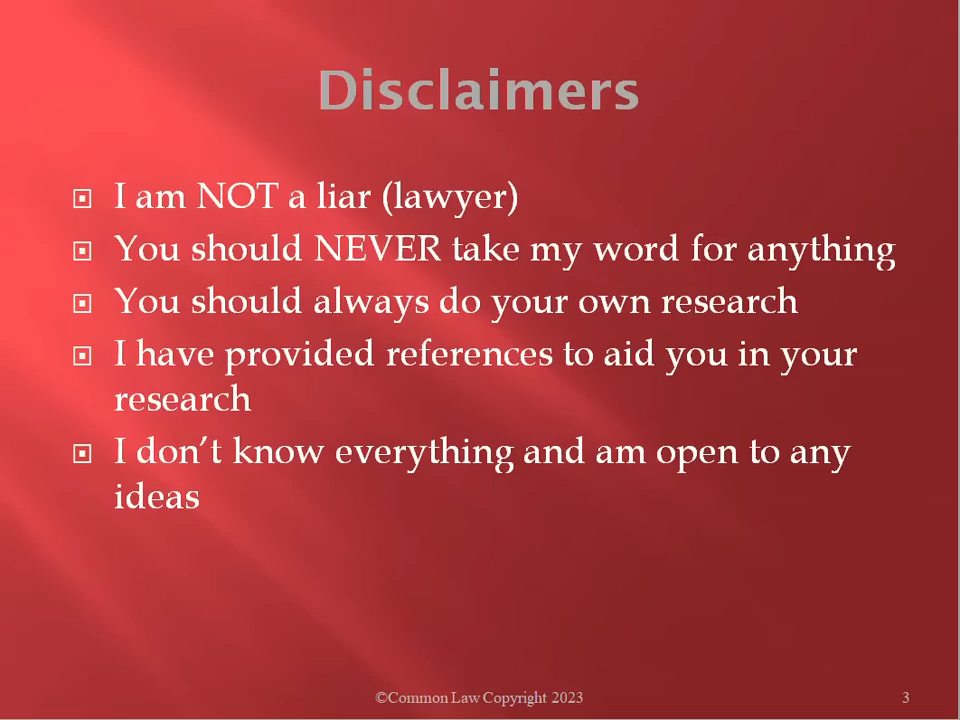 Disclaimers
I am NOT a liar (lawyer)
You should NEVER take my word for anything
You should always do your own research
I have provided references to aid you in your
research
I don't know everything and am open to any
ideas
©Common Law Copyright 2023
3